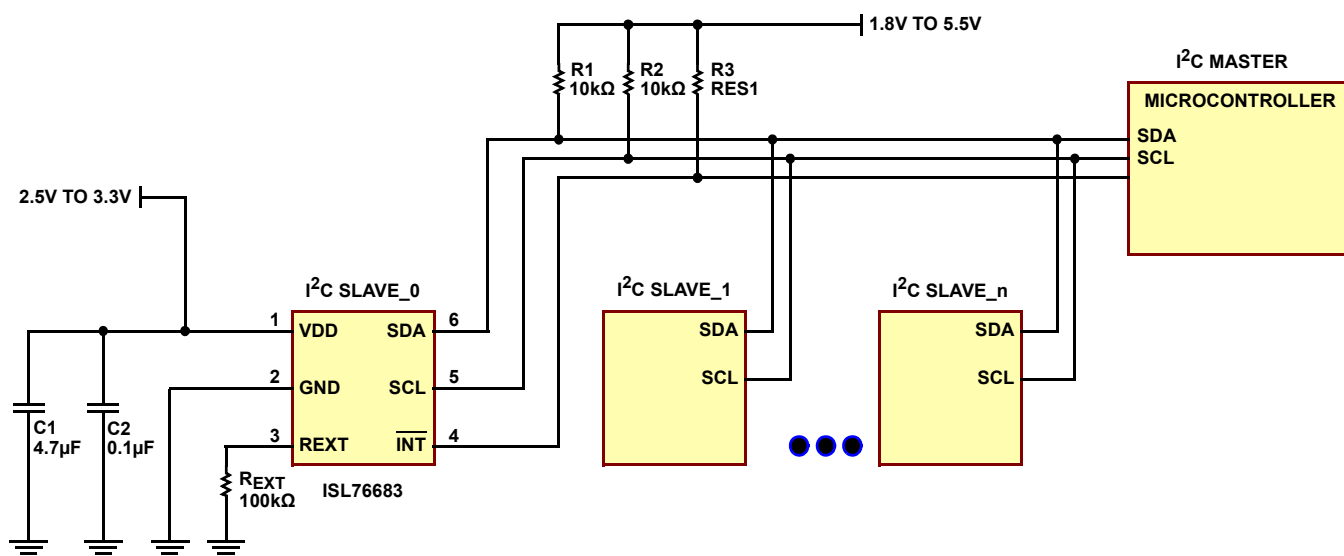 1.8V TO 5.5V
R1
10kΩ
R2
10kΩ
R3
RES1
I²C MASTER
MICROCONTROLLER
SDA
SCL
2.5V TO 3.3V
I²C SLAVE_0
1
VDD
SDA
6
2
GND
SCL
5
3
REXT
INT
4
C1
4.7µF
C2
0.1µF
REXT
100kΩ
ISL76683
I²C SLAVE_1
SDA
SCL
I²C SLAVE_n
SDA
SCL